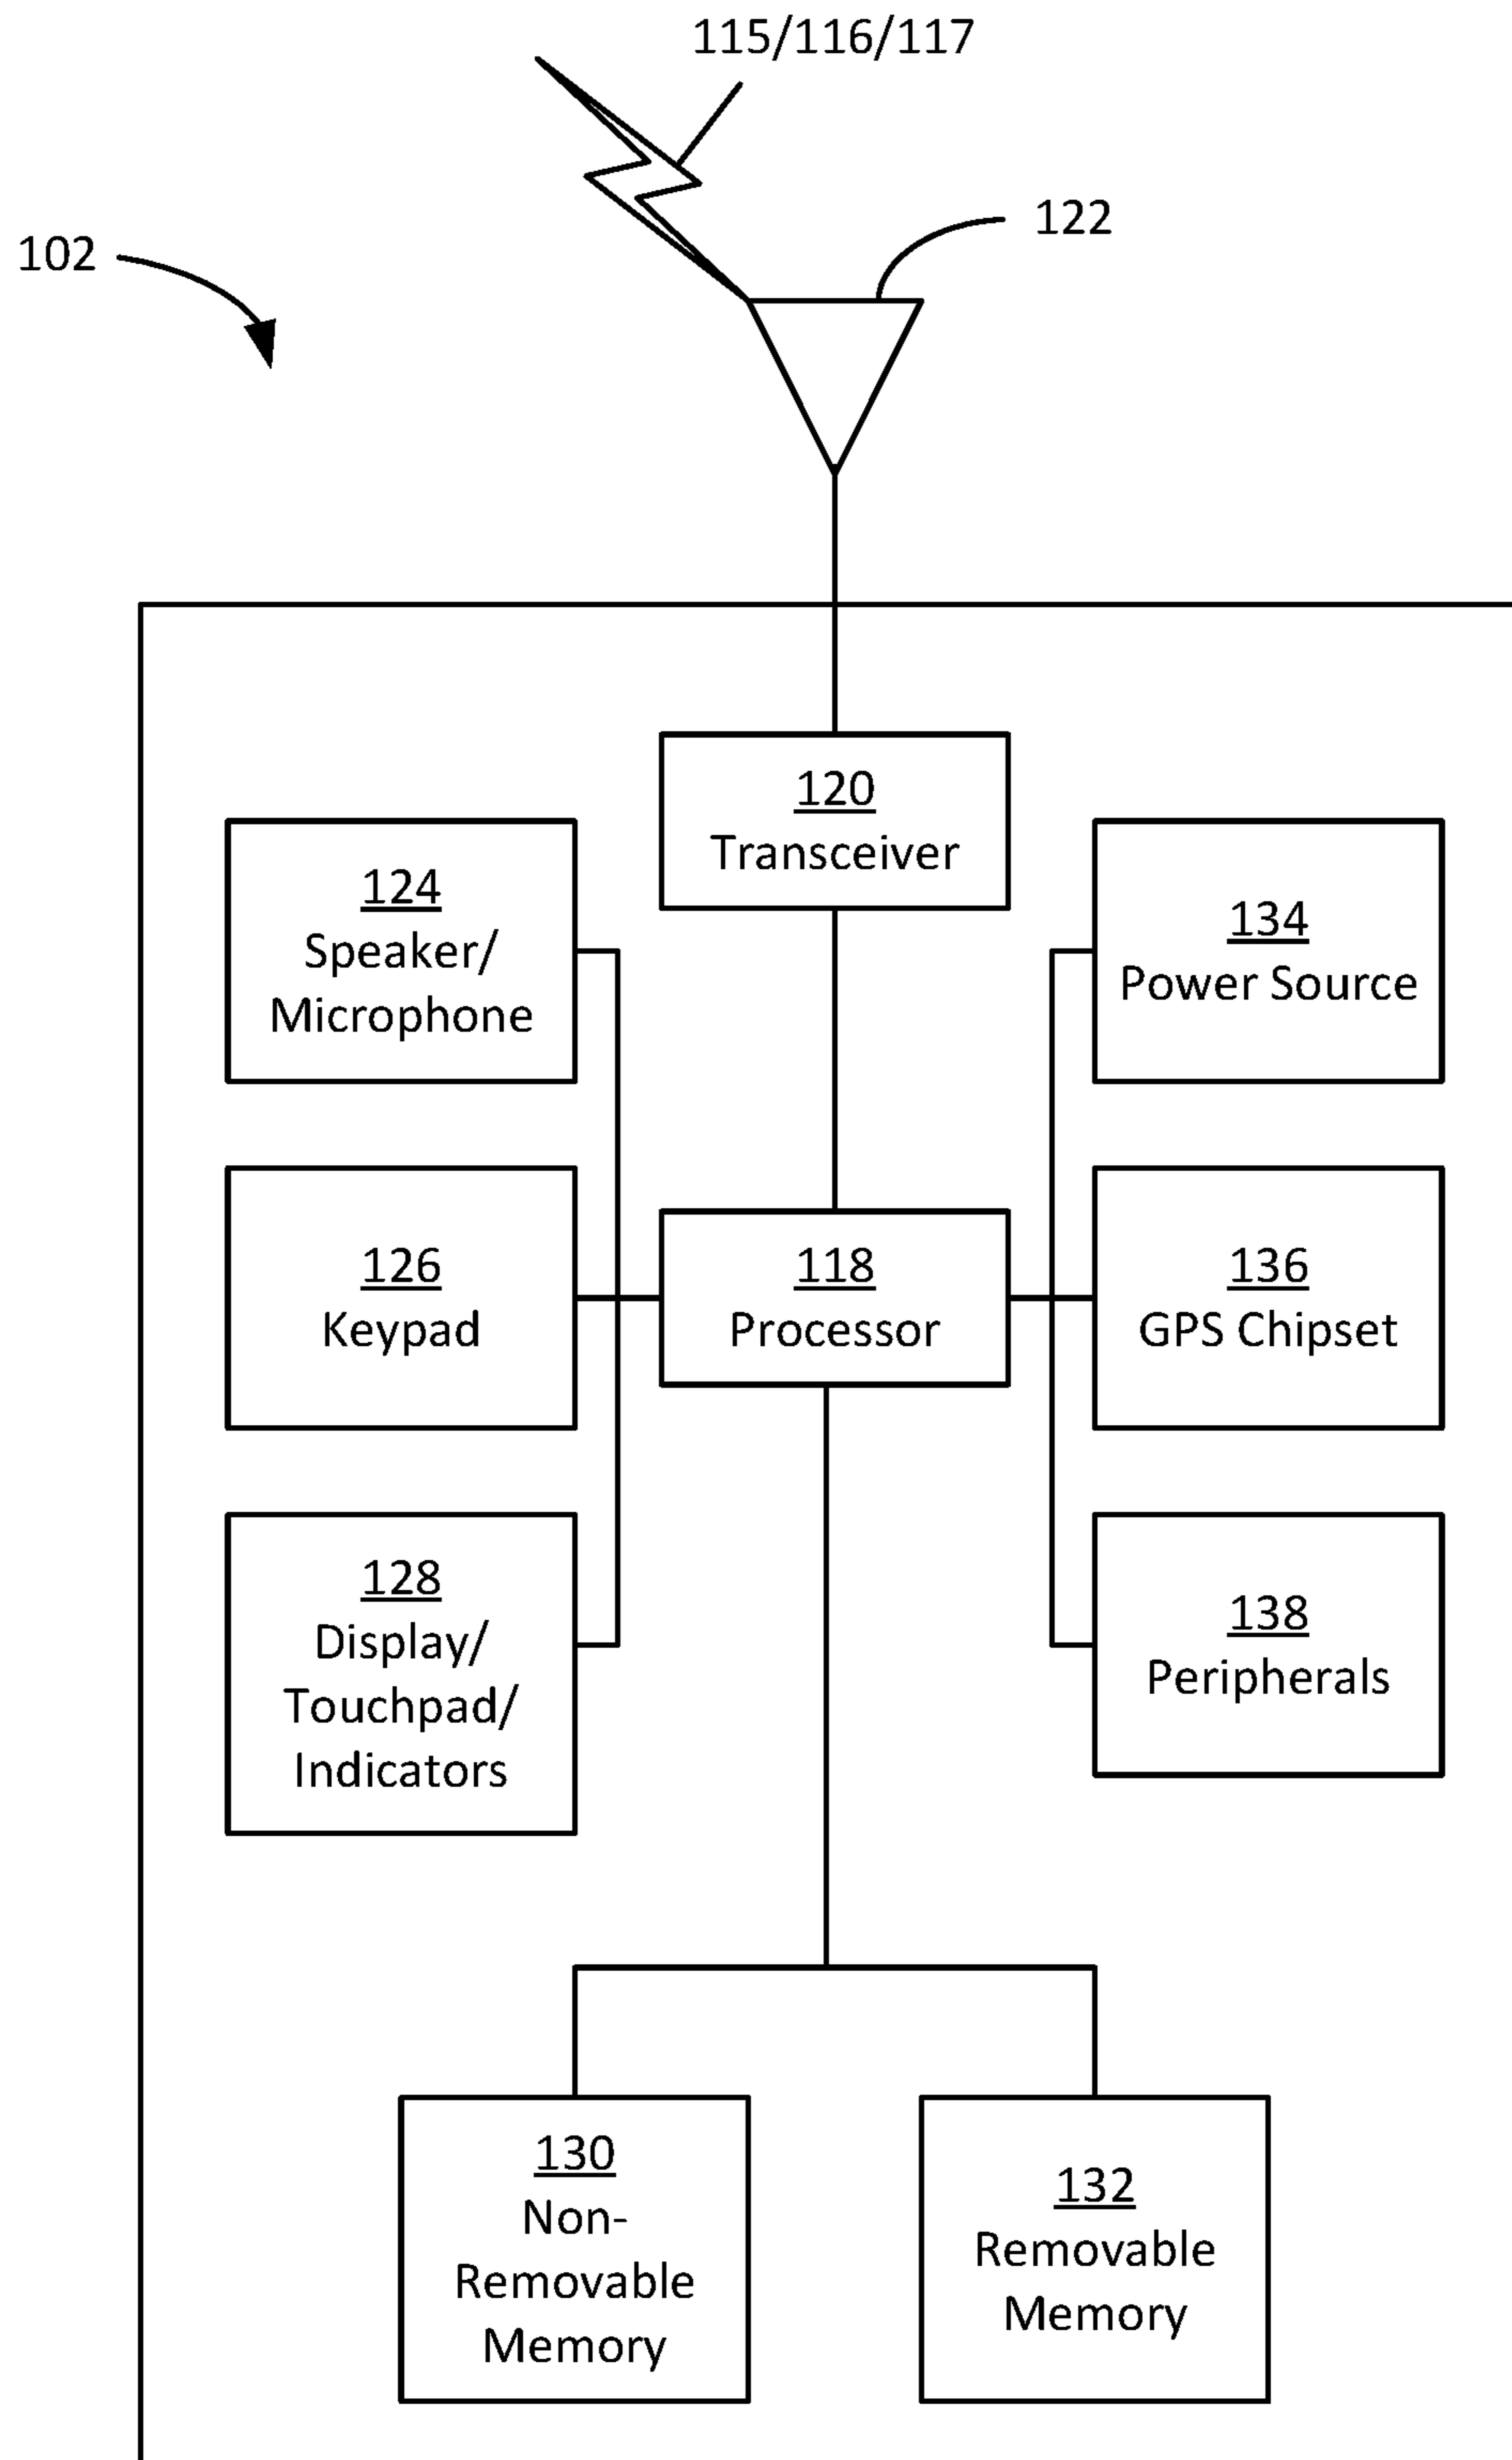 115/116/117
122
102
120
Transceiver
124
Speaker/
Microphone
134
Power Source
126
Keypad
118
Processor
136
GPS Chipset
128
Display/
Touchpad/
Indicators
138
Peripherals
130
Non-
Removable
Memory
132
Removable
Memory